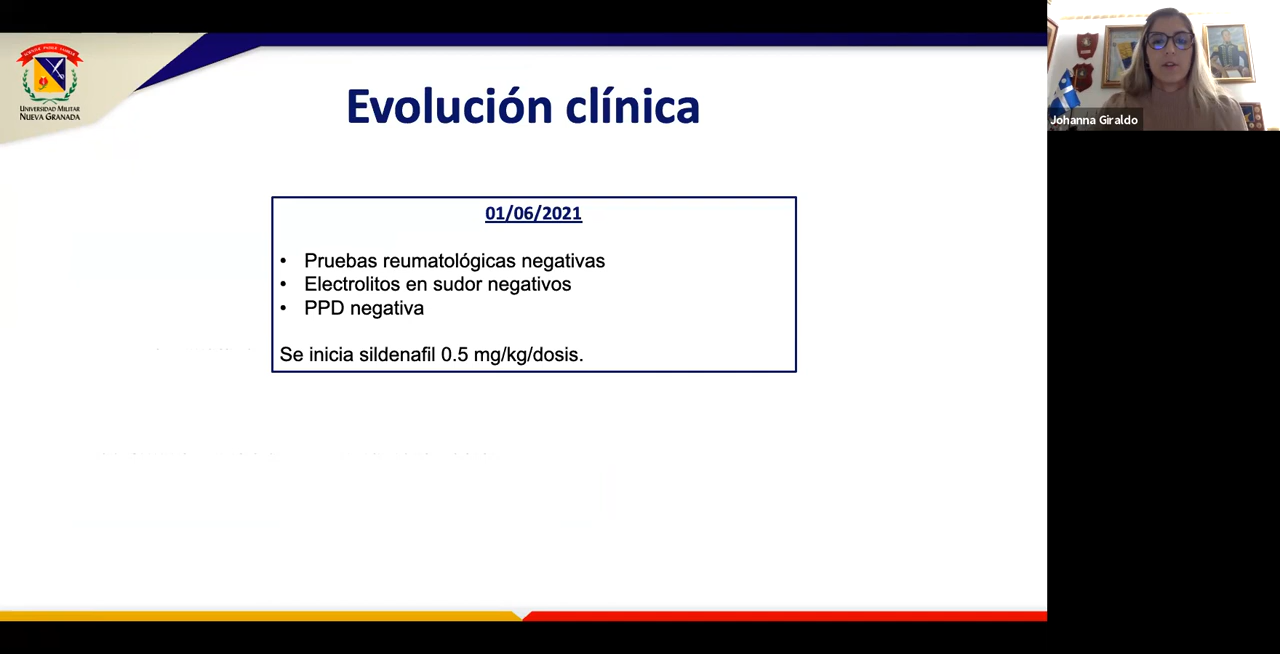 UNIVERSIDAD MILITAR
NUEVA GRANADA
Evolución clínica
01/06/2021
• Pruebas reumatológicas negativas
• Electrolitos en sudor negativos
• PPD negativa
Se inicia sildenafil 0.5 mg/kg/dosis.
Johanna Giraldo